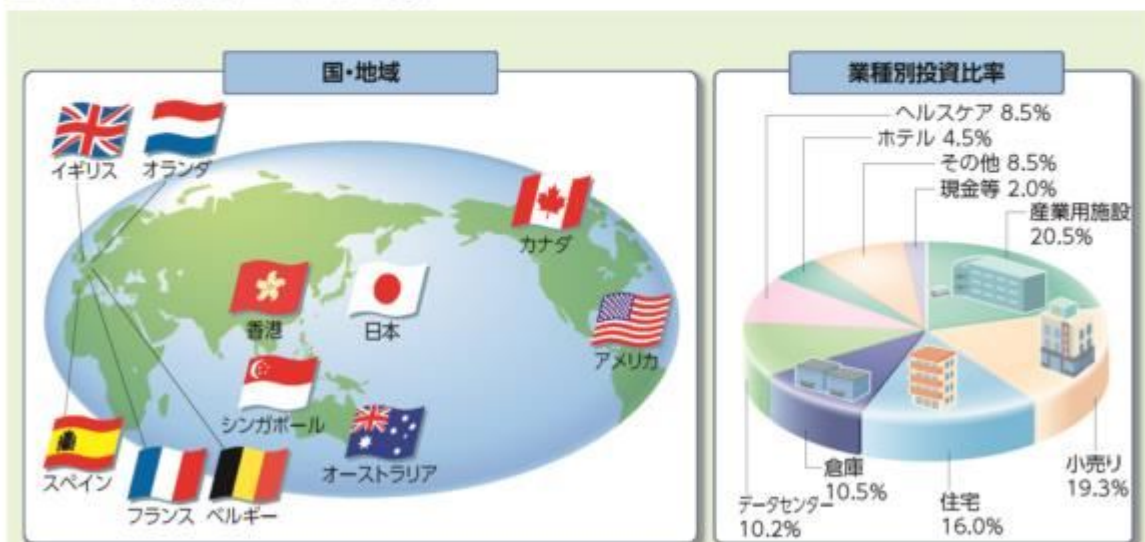 国・地域
イギリス
オランダ
カナダ
香港
日本
アメリカ
シンガポール
オーストラリア
スペイン
フランス
ベルギー
業種別投資比率
ヘルスケア 8.5%
ホテル 4.5%
その他 8.5%
現金等 2.0%
産業用施設
20.5%
小売り
19.3%
住宅
16.0%
倉庫
10.5%
データセンター
10.2%